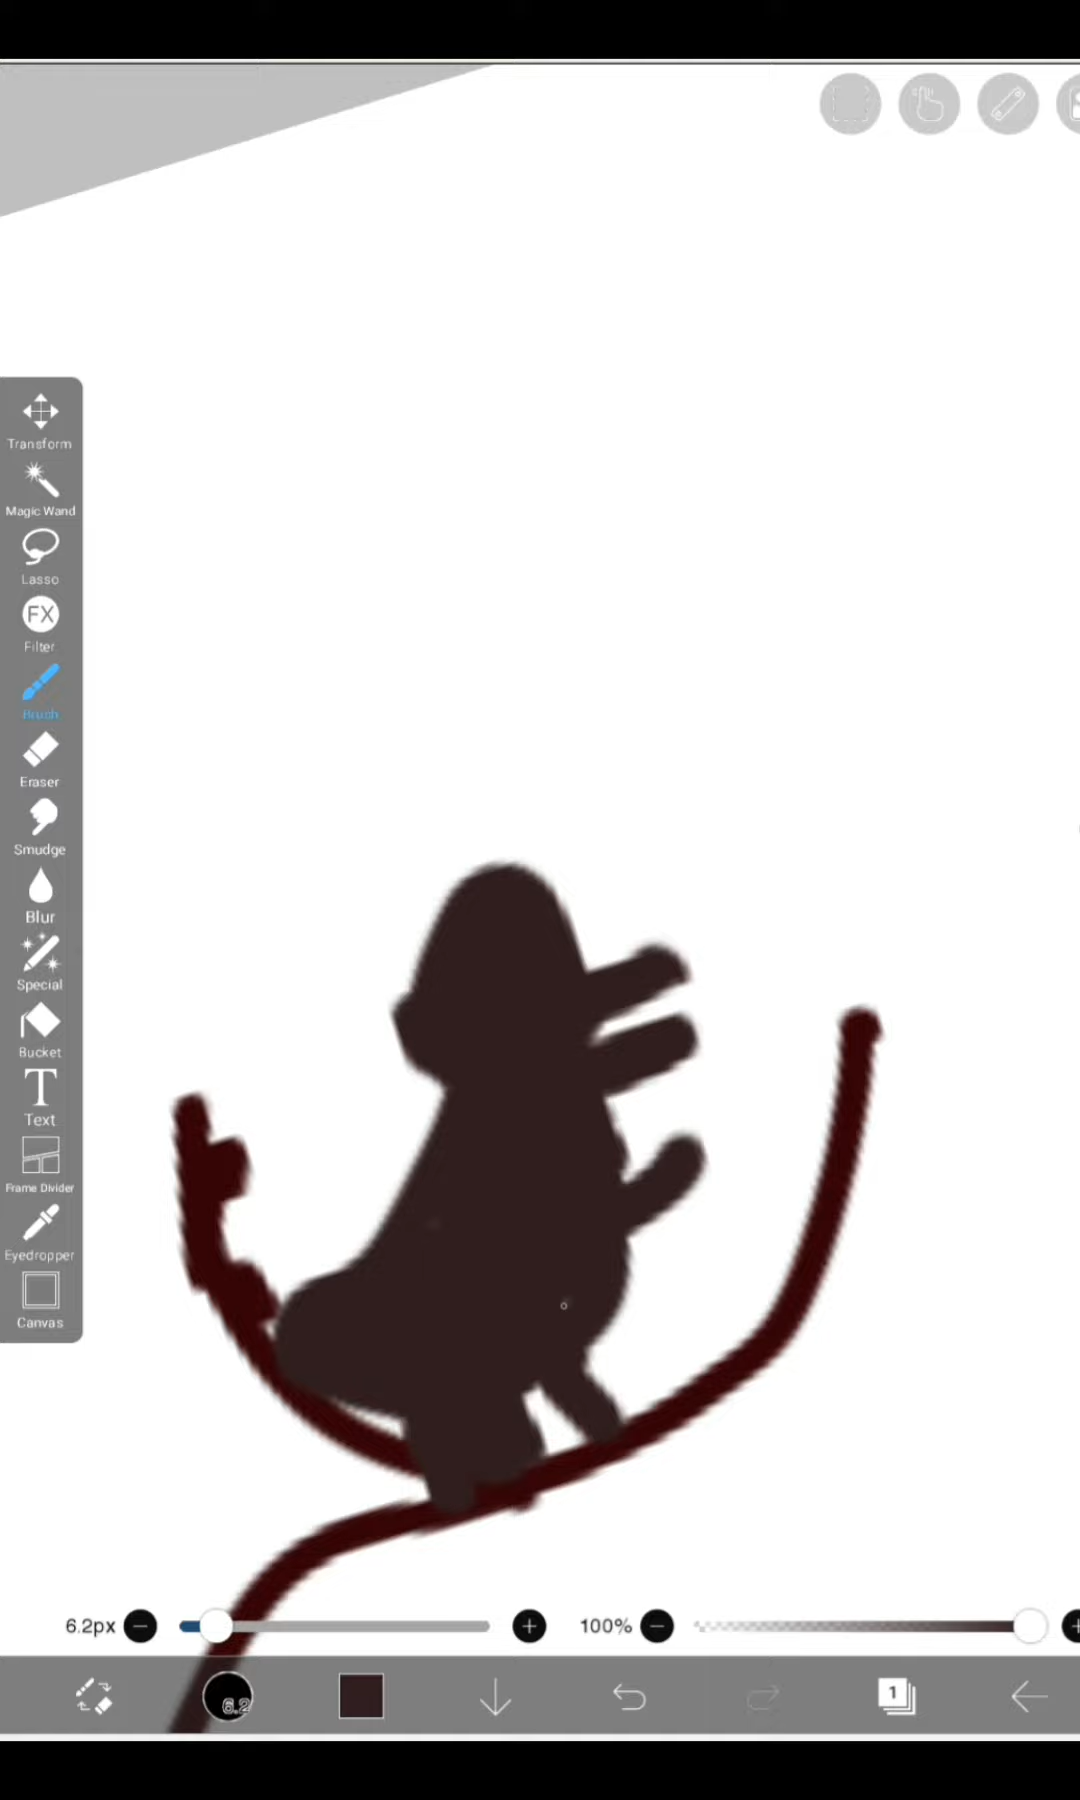 Transform
Magic Wand
Lasso
FX
Filter
Brush
Eraser
Smudge
Blur
Special
Bucket
T
Text
Frame Divider
Eyedropper
Canvas
6.2px
100%
6.2
1